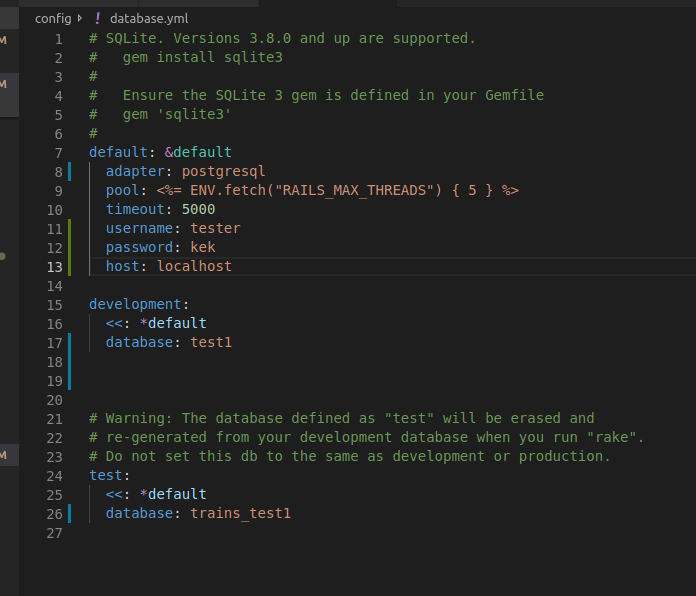 config ▸ ! database.yml
1 # SQLite. Versions 3.8.0 and up are supported.
2 #   gem install sqlite3
3 #
4 #   Ensure the SQLite 3 gem is defined in your Gemfile
5 #   gem 'sqlite3'
6 #
7 default: &default
8   adapter: postgresql
9   pool: <%= ENV.fetch("RAILS_MAX_THREADS") { 5 } %>
10   timeout: 5000
11   username: tester
12   password: kek
13   host: localhost
14
15 development:
16   <<: *default
17   database: test1
18
19
20
21 # Warning: The database defined as "test" will be erased and
22 # re-generated from your development database when you run "rake".
23 # Do not set this db to the same as development or production.
24 test:
25   <<: *default
26   database: trains_test1
27
M
M
M